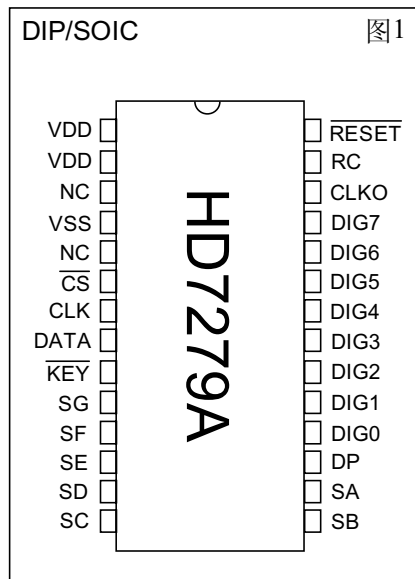 DIP/SOIC
图1
VDD
VDD
NC
VSS
NC
CS
CLK
DATA
KEY
SG
SF
SE
SD
SC
HD7279A
RESET
RC
CLKO
DIG7
DIG6
DIG5
DIG4
DIG3
DIG2
DIG1
DIG0
DP
SA
SB